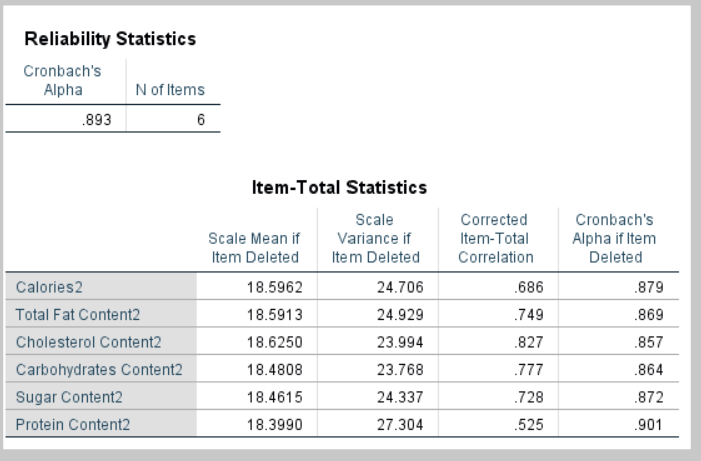 Reliability Statistics
Cronbach's
Alpha N of Items
.893 6
Item-Total Statistics
Scale Mean if Item Deleted Scale Variance if Item Deleted Corrected Item-Total Correlation Cronbach's Alpha if Item Deleted
Calories2 18.5962 24.706 .686 .879
Total Fat Content2 18.5913 24.929 .749 .869
Cholesterol Content2 18.6250 23.994 .827 .857
Carbohydrates Content2 18.4808 23.768 .777 .864
Sugar Content2 18.4615 24.337 .728 .872
Protein Content2 18.3990 27.304 .525 .901